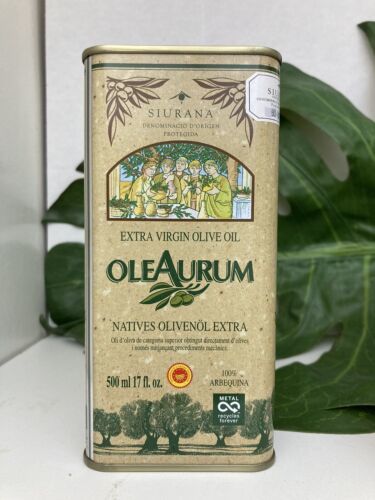 SIURANA
DENOMINACIÓ D'ORIGEN
PROTEGIDA
EXTRA VIRGIN OLIVE OIL
OLEAURUM
NATIVES OLIVENÖL EXTRA
Oli d'oliva de categoria superior obtingut directament d'olives
i només mitjançant procediments mecànics.
500 ml 17 fl. oz.
100%
ARBEQUINA
METAL
recycles
forever